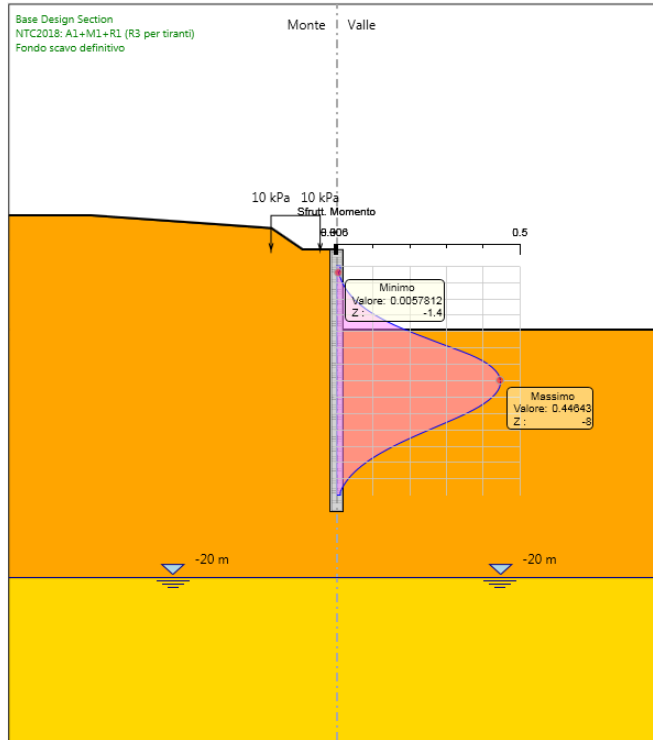 Base Design Section
NTC2018: A1+M1+R1 (R3 per tiranti)
Fondo scavo definitivo
Monte Valle
10 kPa 10 kPa
Sfrutt. Momento
0.5
Minimo
Valore: 0.0057812
Z : -1.4
Massimo
Valore: 0.44643
Z : -8
-20 m -20 m